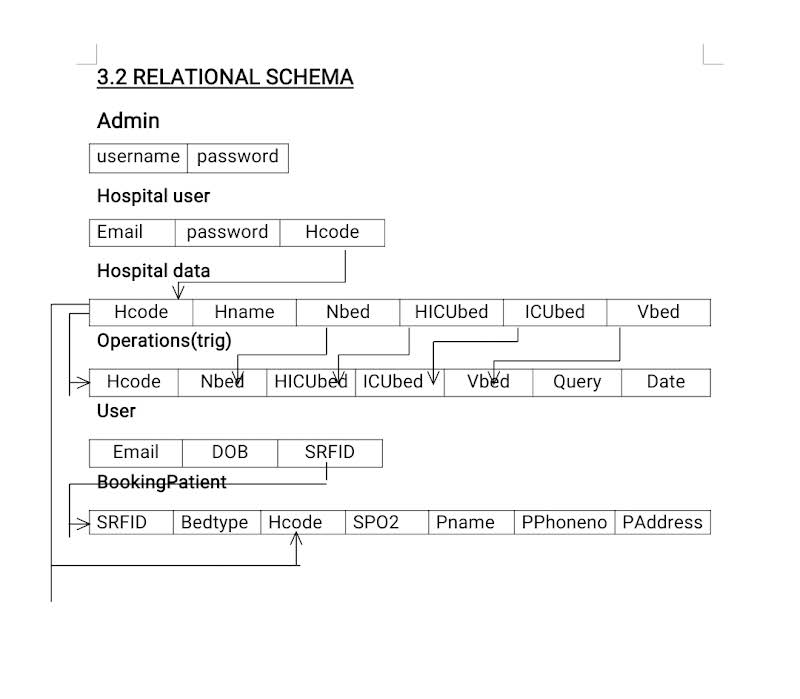 3.2 RELATIONAL SCHEMA
Admin
username password
Hospital user
Email password Hcode
Hospital data
Hcode Hname Nbed HICUbed ICUbed Vbed
Operations(trig)
Hcode Nbed HICUbed ICUbed Vbed Query Date
User
Email DOB SRFID
BookingPatient
SRFID Bedtype Hcode SPO2 Pname PPhoneno PAddress